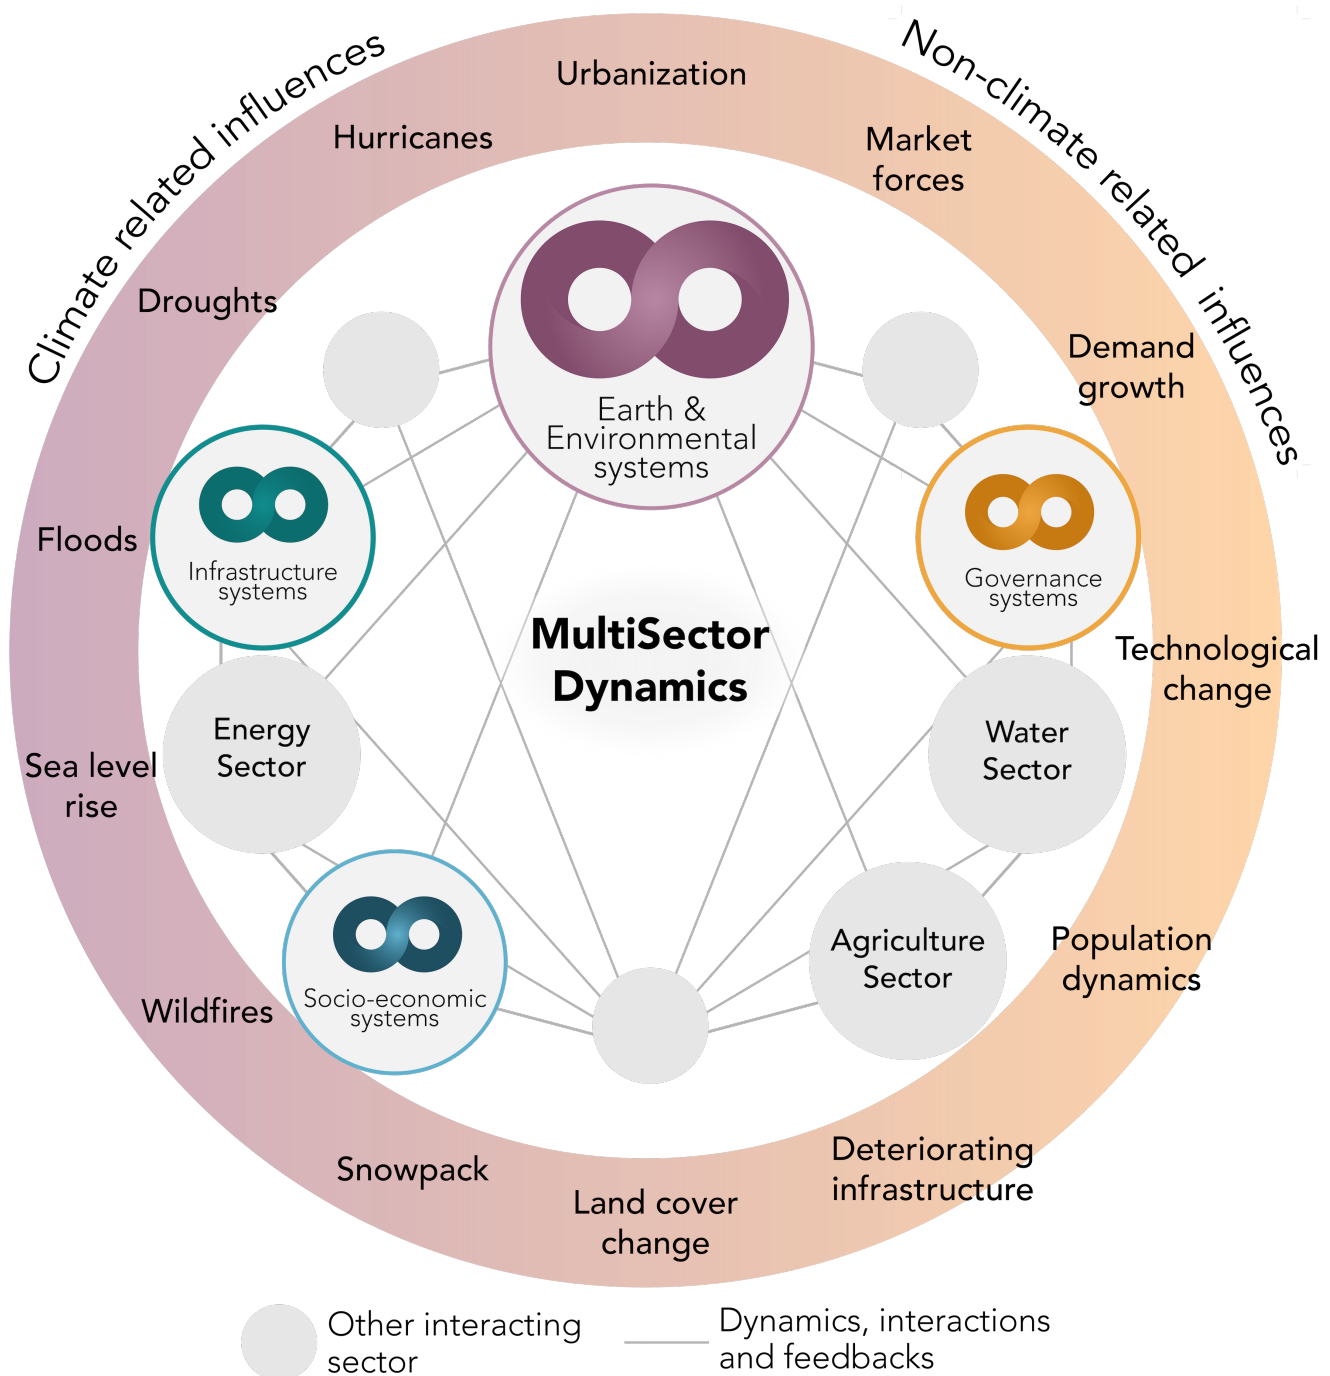 Climate related influences
Non-climate related influences
Urbanization
Hurricanes
Market
forces
Droughts
Demand
growth
Earth &
Environmental
systems
Floods
Infrastructure
systems
Governance
systems
MultiSector
Dynamics
Technological
change
Energy
Sector
Water
Sector
Sea level
rise
Agriculture
Sector
Population
dynamics
Wildfires
Socio-economic
systems
Snowpack
Deteriorating
infrastructure
Land cover
change
Other interacting
sector
Dynamics, interactions
and feedbacks